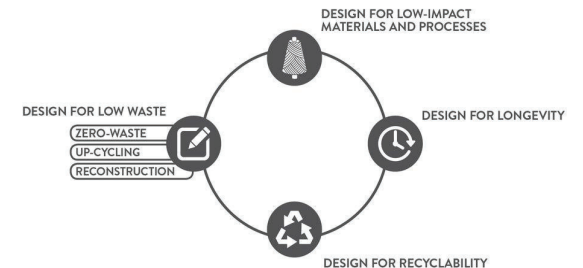 DESIGN FOR LOW-IMPACT
MATERIALS AND PROCESSES
DESIGN FOR LOW WASTE
ZERO-WASTE
UP-CYCLING
RECONSTRUCTION
DESIGN FOR LONGEVITY
DESIGN FOR RECYCLABILITY